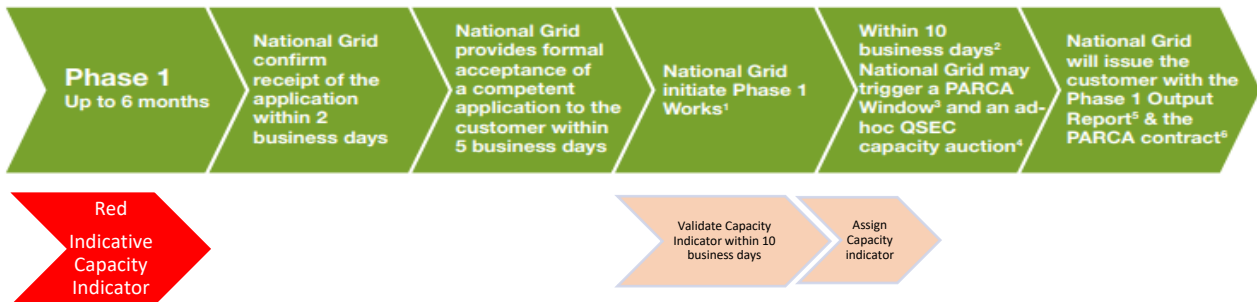 Phase 1
Up to 6 months
National Grid
confirm
receipt of the
application
within 2
business days
National Grid
provides formal
acceptance of
a competent
application to the
customer within
5 business days
National Grid
initiate Phase 1
Works¹
Within 10
business days²
National Grid may
trigger a PARCA
Window³ and an ad-
hoc QSEC
capacity auction⁴
National Grid
will issue the
customer with the
Phase 1 Output
Report⁵ & the
PARCA contract⁶
Red
Indicative
Capacity
Indicator
Validate Capacity
Indicator within 10
business days
Assign
Capacity
indicator